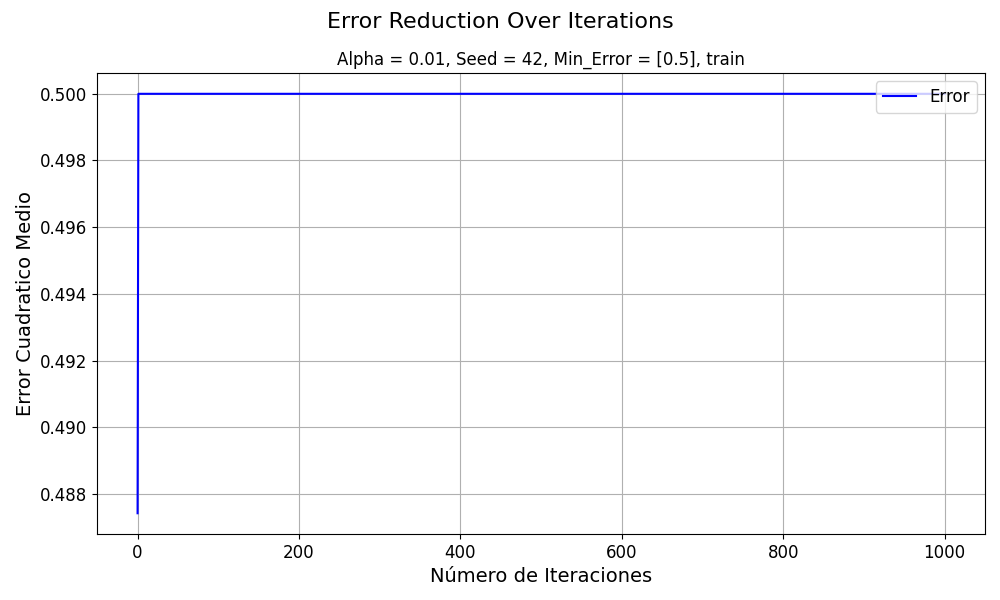 Error Reduction Over Iterations
Alpha = 0.01, Seed = 42, Min_Error = [0.5], train
Error
0.500
0.498
0.496
0.494
0.492
0.490
0.488
Error Cuadratico Medio
0 200 400 600 800 1000
Número de Iteraciones